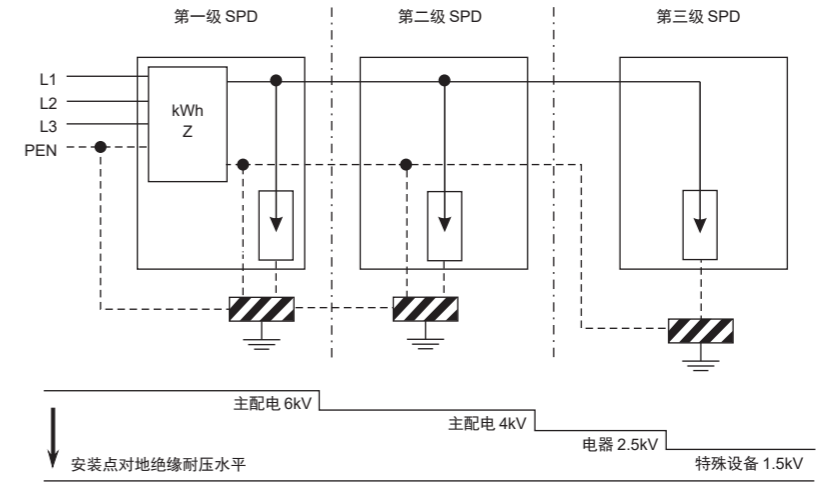 第一级 SPD
第二级 SPD
第三级 SPD
L1
L2
L3
PEN
kWh
Z
主配电 6kV
主配电 4kV
电器 2.5kV
特殊设备 1.5kV
安装点对地绝缘耐压水平